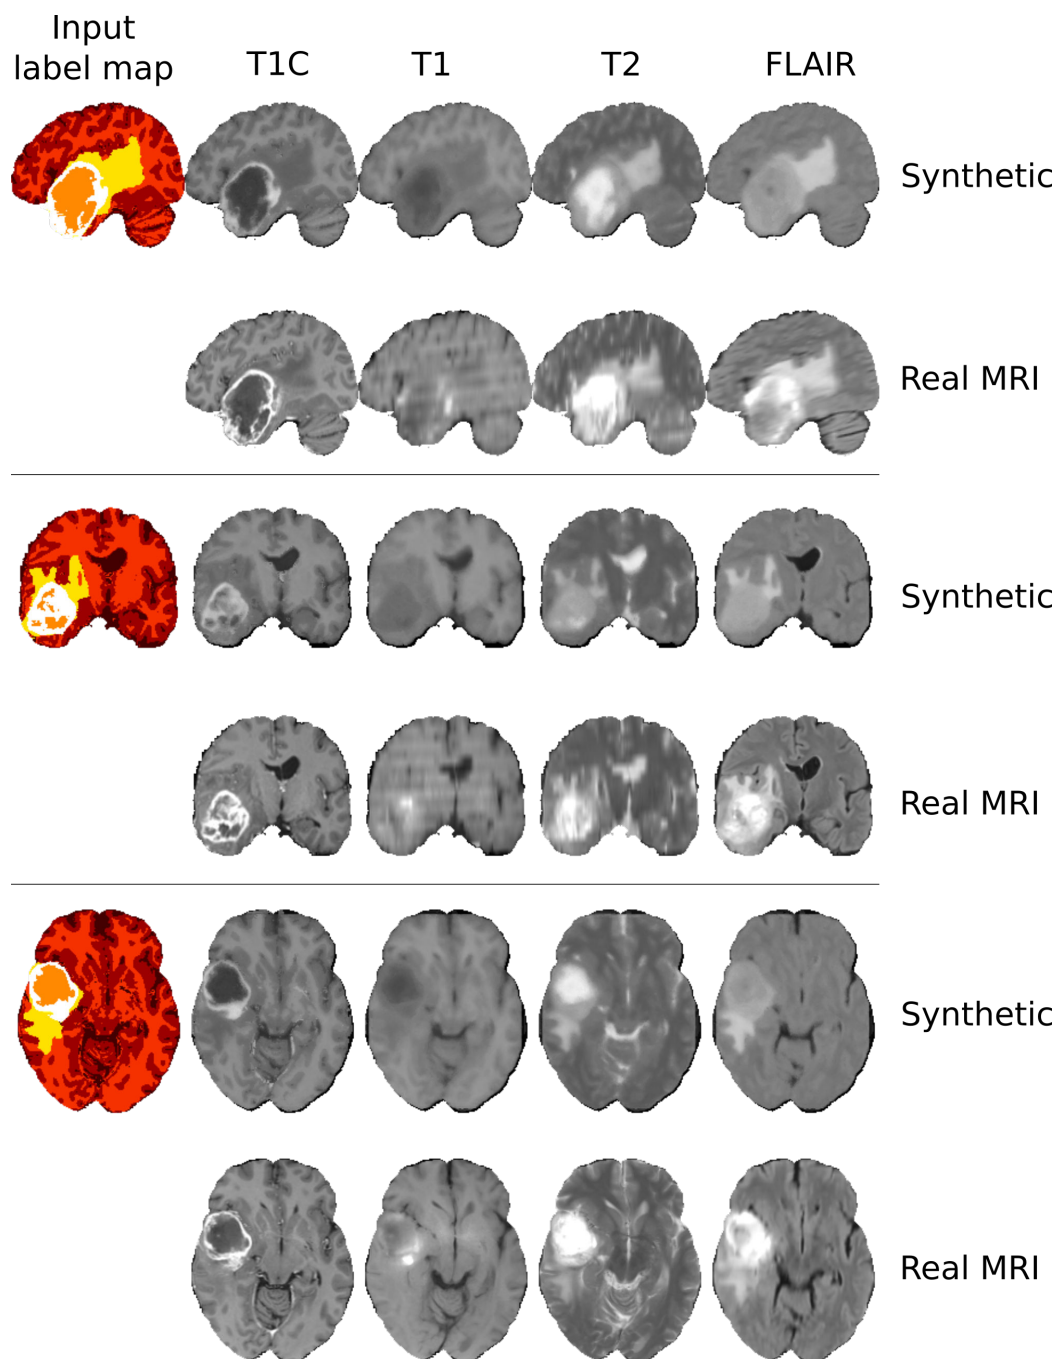 Input
label map
T1C
T1
T2
FLAIR
Synthetic
Real MRI
Synthetic
Real MRI
Synthetic
Real MRI